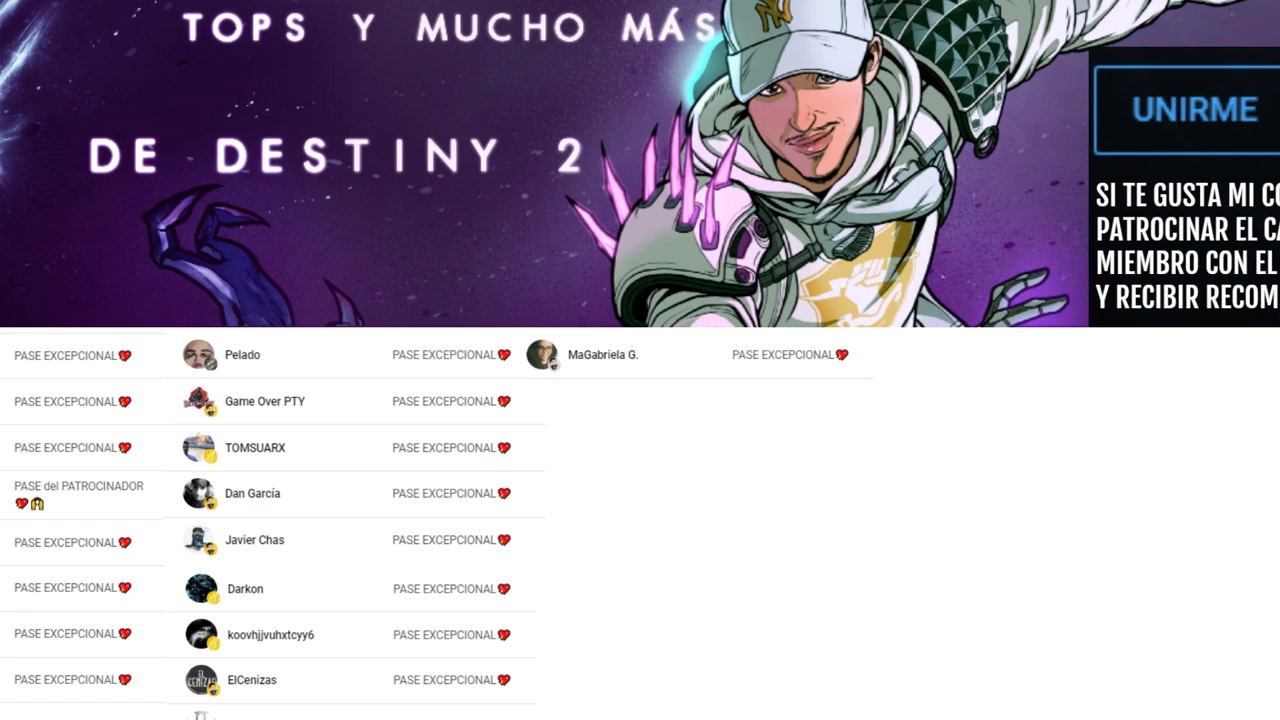 TOPS Y MUCHO MÁS
DE DESTINY 2
UNIRME
SI TE GUSTA MI
PATROCINAR EL
MIEMBRO CON EL
Y RECIBIR
PASE EXCEPCIONAL
PASE EXCEPCIONAL
PASE EXCEPCIONAL
PASE del PATROCINADOR
PASE EXCEPCIONAL
PASE EXCEPCIONAL
PASE EXCEPCIONAL
PASE EXCEPCIONAL
Pelado PASE EXCEPCIONAL
Game Over PTY PASE EXCEPCIONAL
TOMSUARX PASE EXCEPCIONAL
Dan García PASE EXCEPCIONAL
Javier Chas PASE EXCEPCIONAL
Darkon PASE EXCEPCIONAL
koovhjjvuhxtcyy6 PASE EXCEPCIONAL
ElCenizas PASE EXCEPCIONAL
MaGabriela G. PASE EXCEPCIONAL